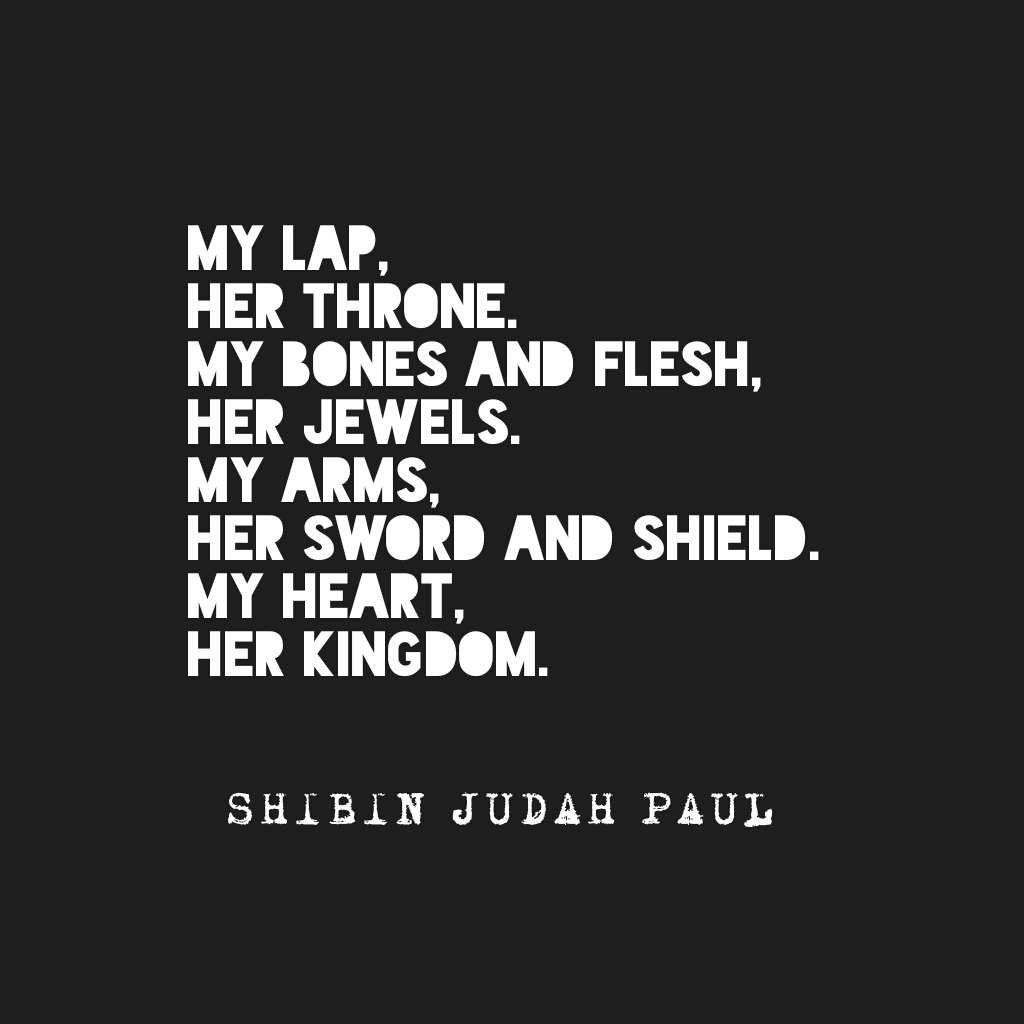 MY LAP,
HER THRONE.
MY BONES AND FLESH,
HER JEWELS.
MY ARMS,
HER SWORD AND SHIELD.
MY HEART,
HER KINGDOM.
SHIBIN JUDAH PAUL